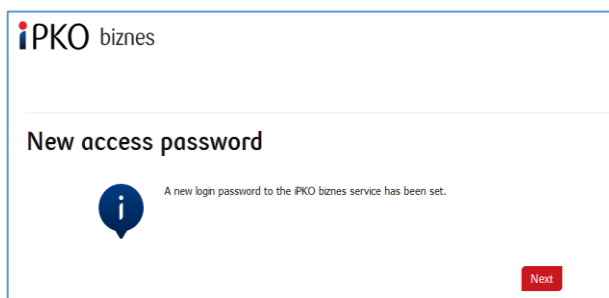 iPKO biznes
New access password
A new login password to the iPKO biznes service has been set.
Next